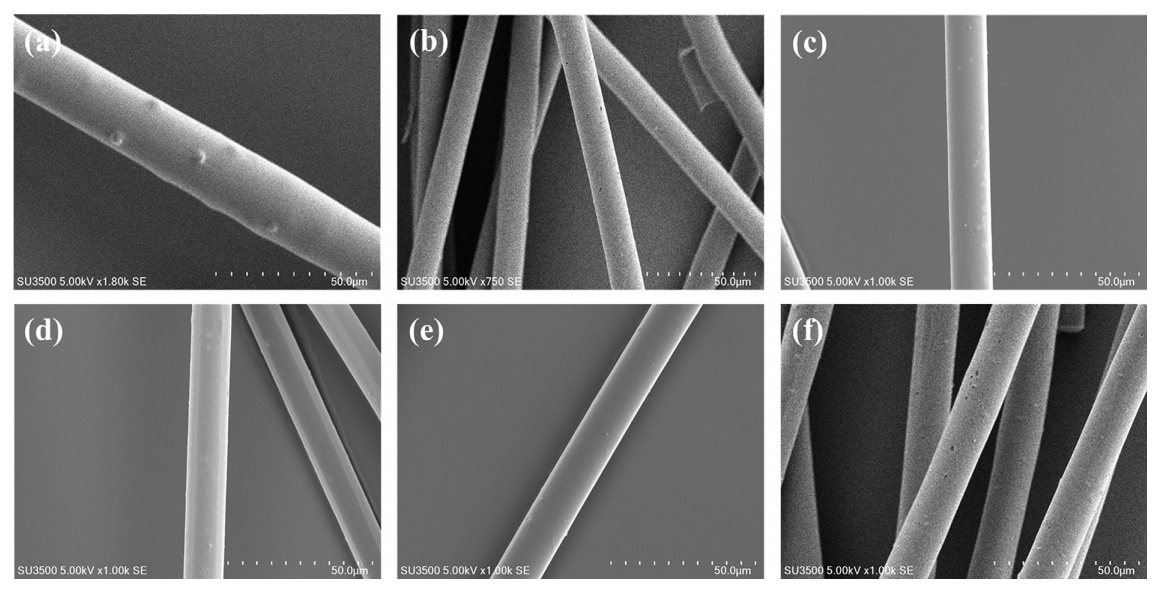 (a)
SU3500 5.00kV x1.80k SE 50.0μm
(b)
SU3500 5.00kV x750 SE 50.0μm
(c)
SU3500 5.00kV x1.00k SE 50.0μm
(d)
SU3500 5.00kV x1.00k SE 50.0μm
(e)
SU3500 5.00kV x1.00k SE 50.0μm
(f)
SU3500 5.00kV x1.00k SE 50.0μm